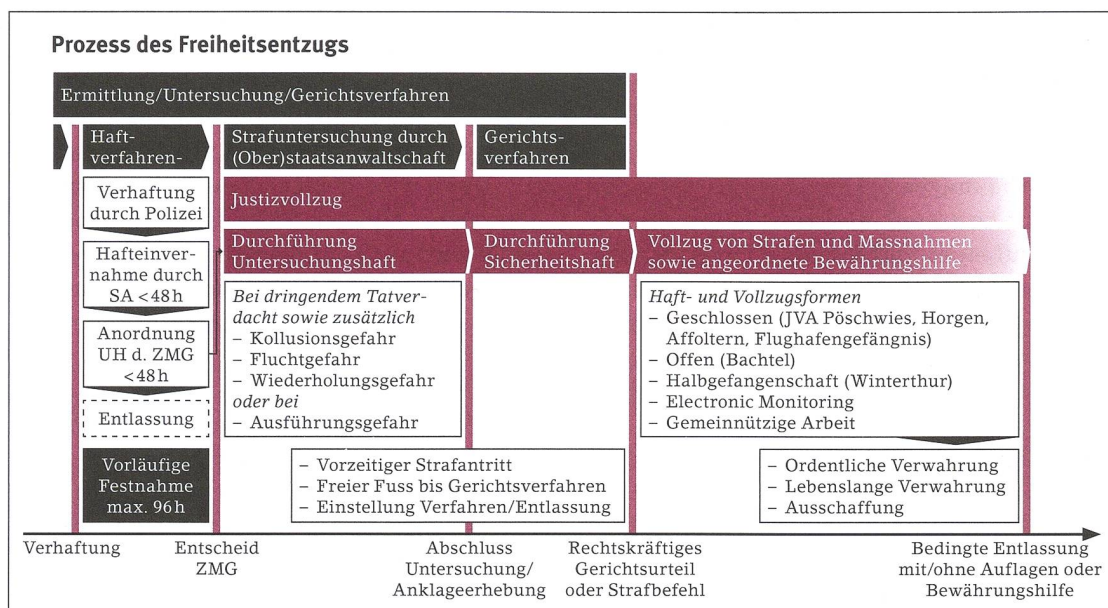 Prozess des Freiheitsentzugs
Ermittlung/Untersuchung/Gerichtsverfahren
Haft-
verfahren-
Strafuntersuchung durch
(Ober)staatsanwaltschaft
Gerichts-
verfahren
Verhaftung
durch Polizei
Justizvollzug
Hafteinver-
nahme durch
SA <48h
Durchführung
Untersuchungshaft
Durchführung
Sicherheitshaft
Vollzug von Strafen und Massnahmen
sowie angeordnete Bewährungshilfe
Anordnung
UH d. ZMG
<48h
Entlassung
Vorläufige
Festnahme
max. 96h
Bei dringendem Tatver-
dacht sowie zusätzlich
– Kollusionsgefahr
– Fluchtgefahr
– Wiederholungsgefahr
oder bei
– Ausführungsgefahr
Haft- und Vollzugsformen
– Geschlossen (JVA Pöschwies, Horgen,
Affoltern, Flughafengefängnis)
– Offen (Bachtel)
– Halbgefangenschaft (Winterthur)
– Electronic Monitoring
– Gemeinnützige Arbeit
– Vorzeitiger Strafantritt
– Freier Fuss bis Gerichtsverfahren
– Einstellung Verfahren/Entlassung
– Ordentliche Verwahrung
– Lebenslange Verwahrung
– Ausschaffung
Verhaftung
Entscheid
ZMG
Abschluss
Untersuchung/
Anklageerhebung
Rechtskräftiges
Gerichtsurteil
oder Strafbefehl
Bedingte Entlassung
mit/ohne Auflagen oder
Bewährungshilfe